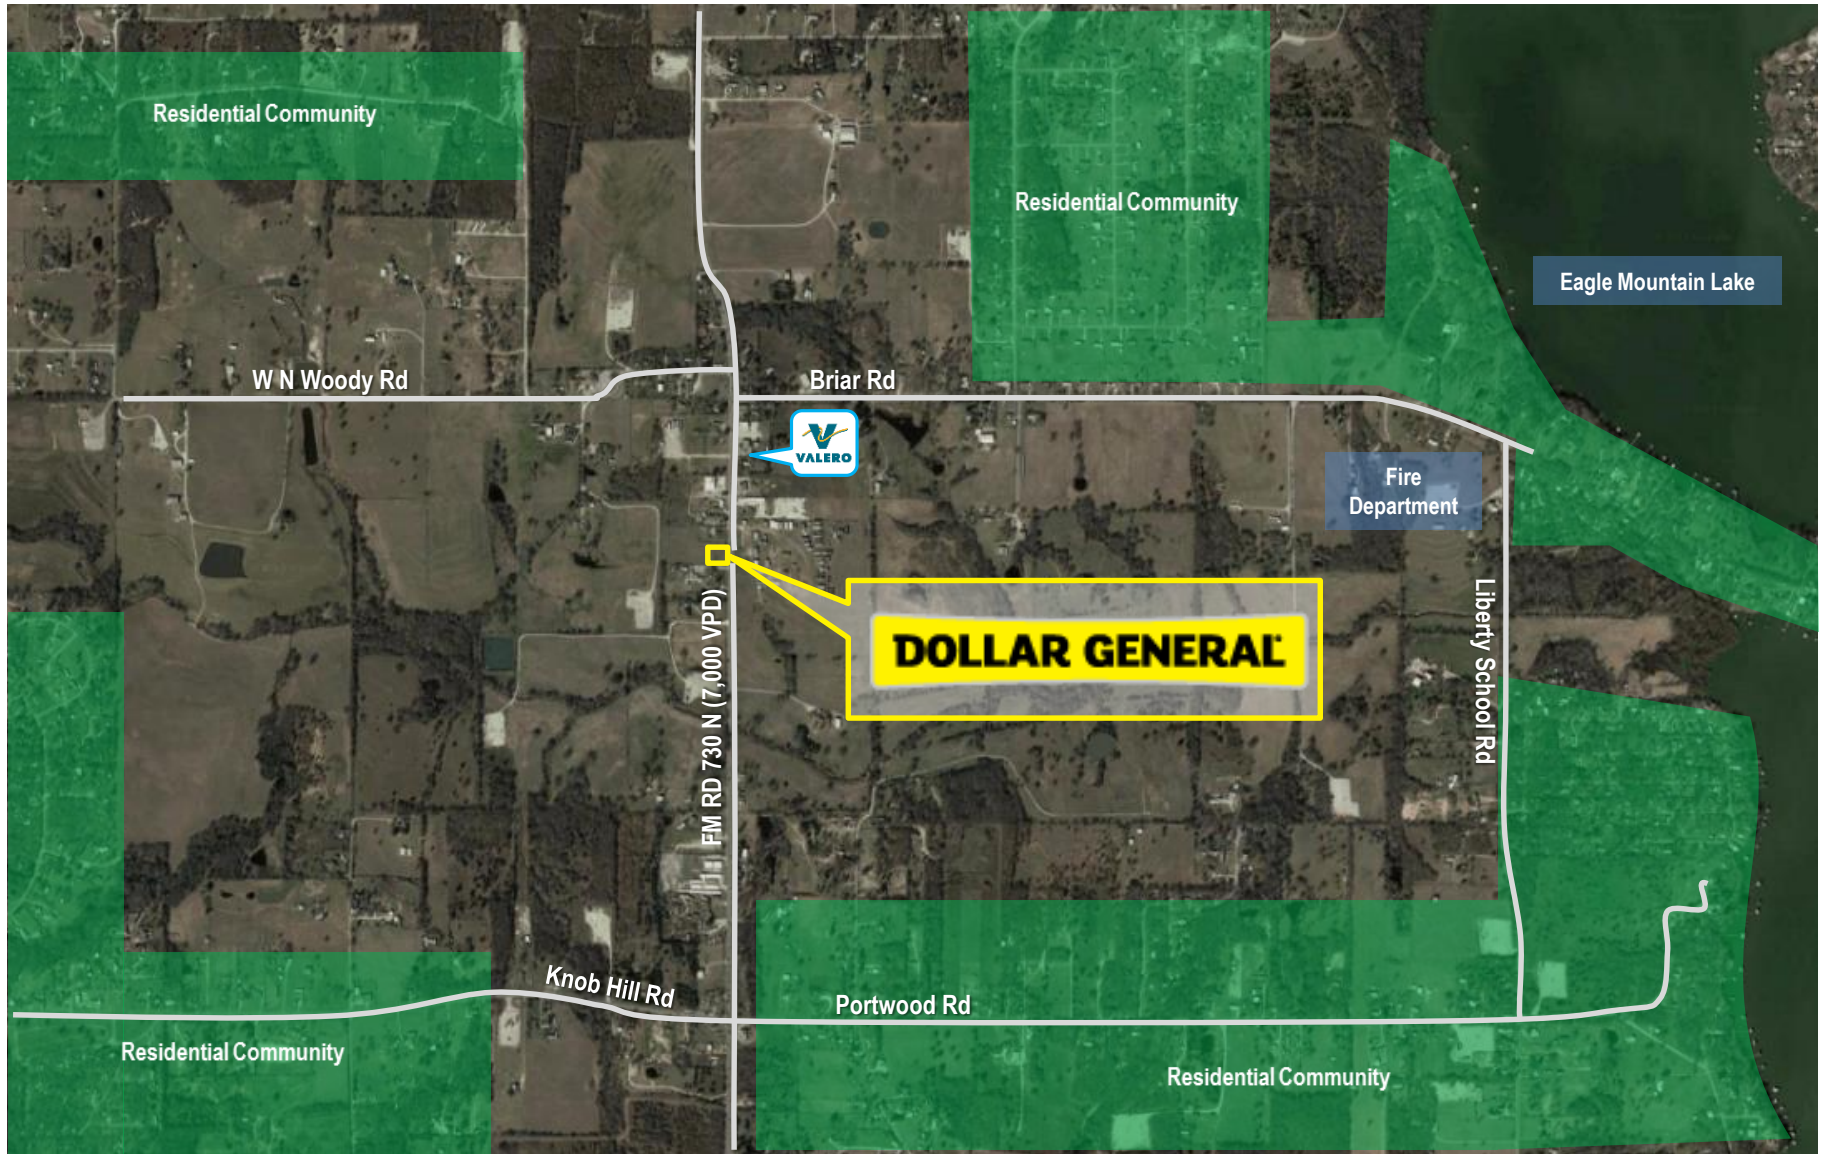 Residential Community
Residential Community
Eagle Mountain Lake
W N Woody Rd
Briar Rd
VALERO
Fire
Department
DOLLAR GENERAL
FM RD 730 N (7,000 VPD)
Liberty School Rd
Knob Hill Rd
Portwood Rd
Residential Community
Residential Community